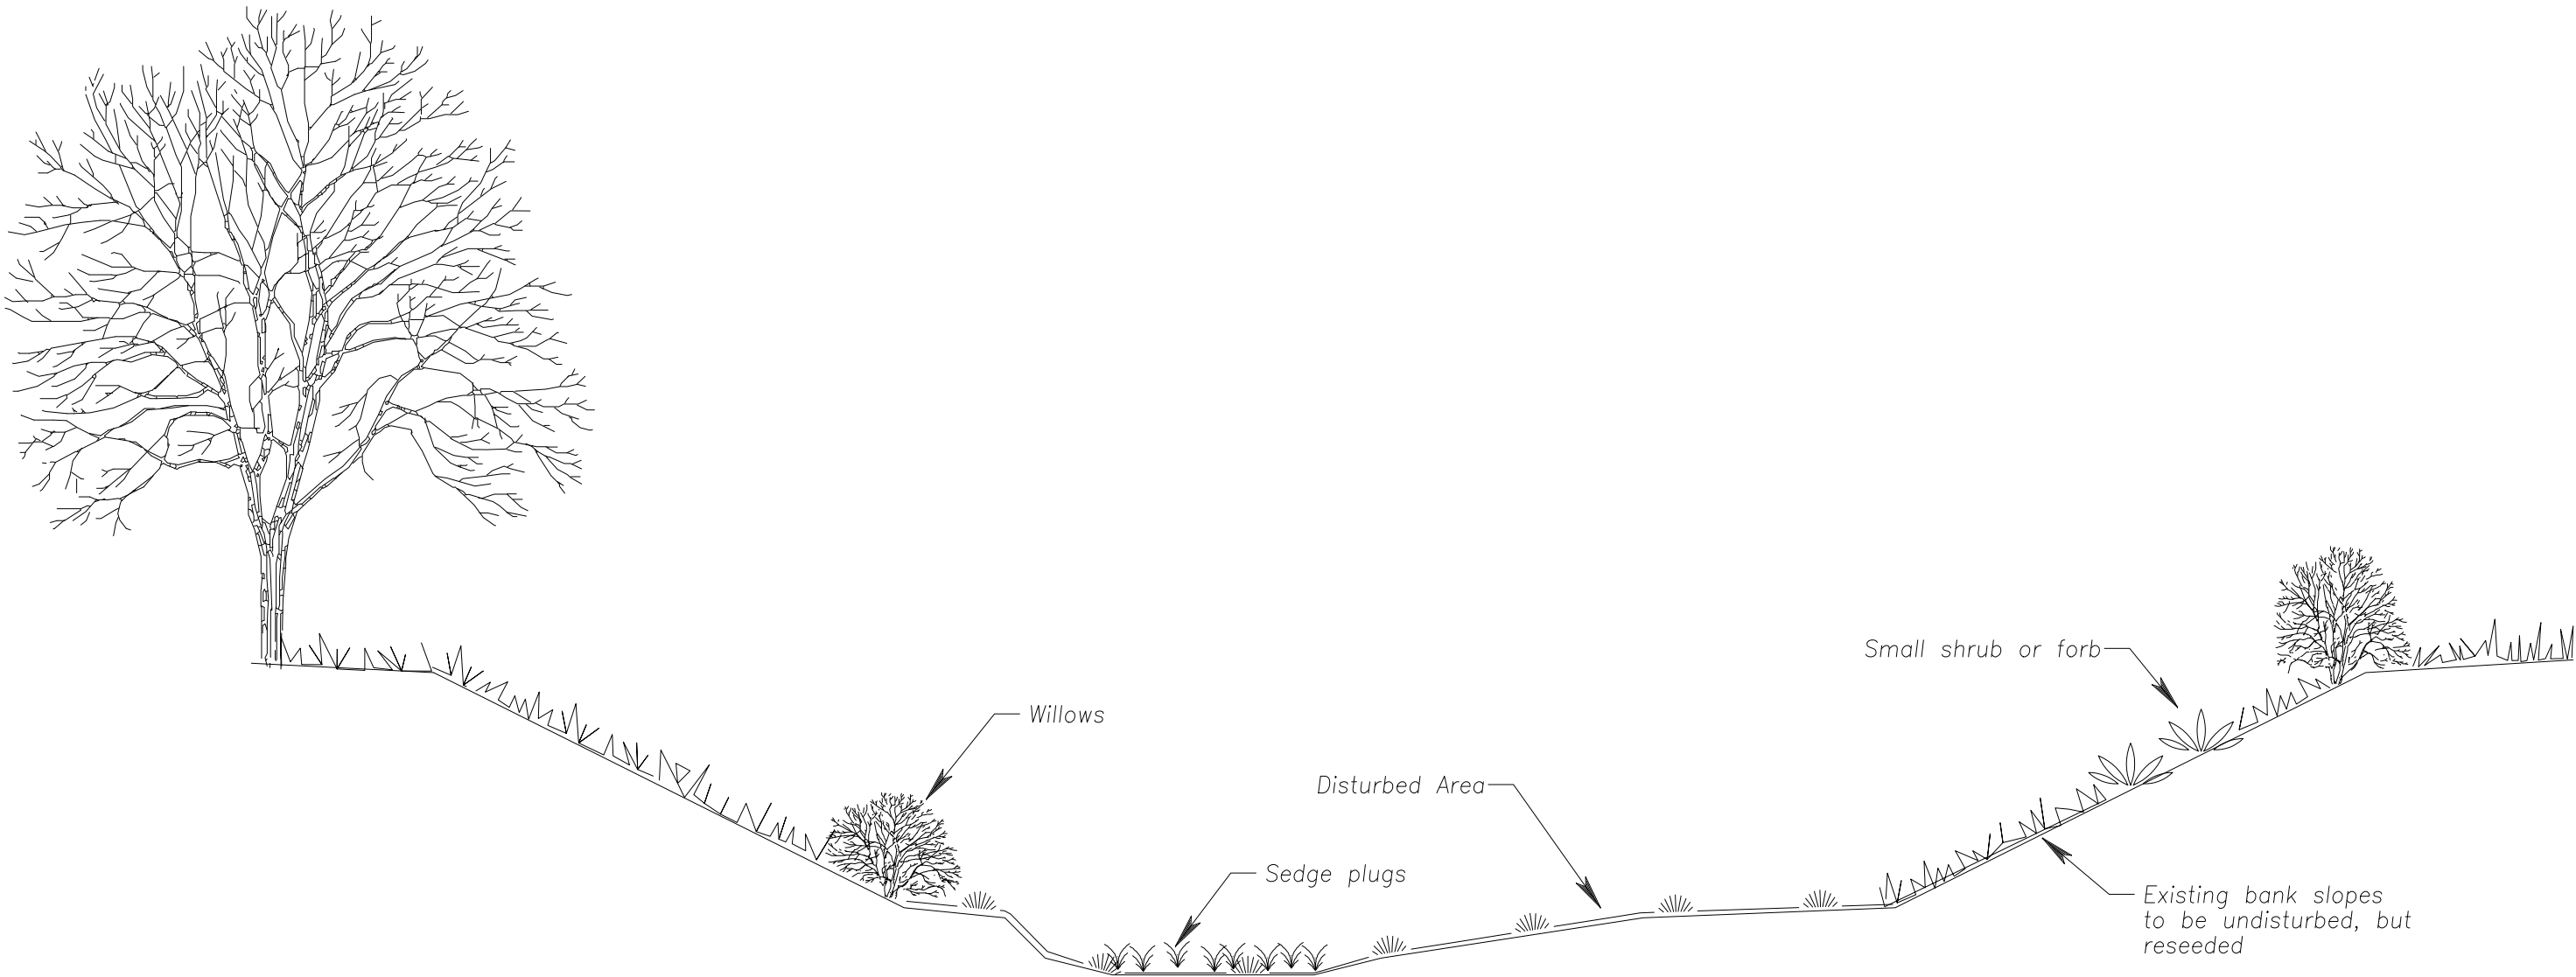 Small shrub or forb
Willows
Disturbed Area
Sedge plugs
Existing bank slopes
to be undisturbed, but
reseeded